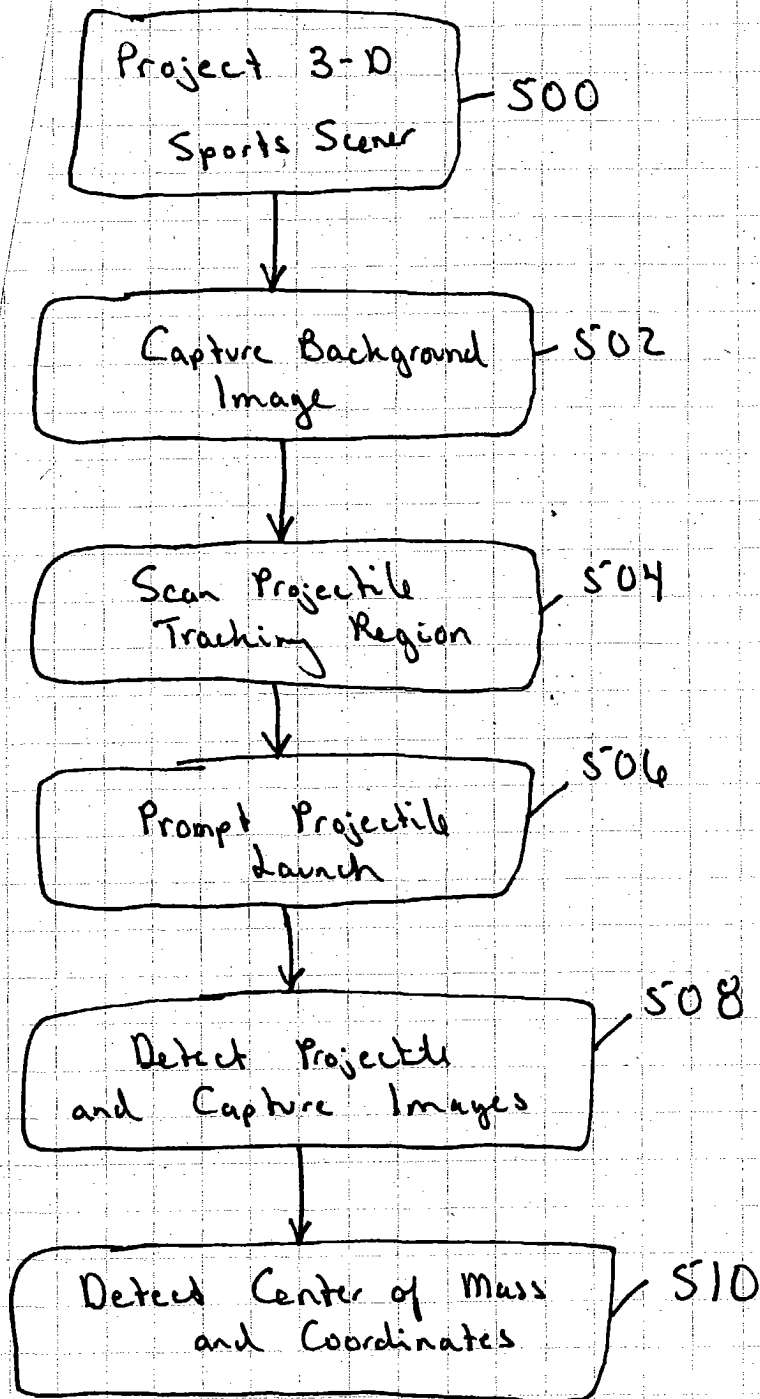 Project 3-D
Sports Scener
500
Capture Background
Image
502
Scan Projectile
Tracking Region
504
Prompt Projectile
Launch
506
Detect Projectile
and Capture Images
508
Detect Center of Mass
and Coordinates
510